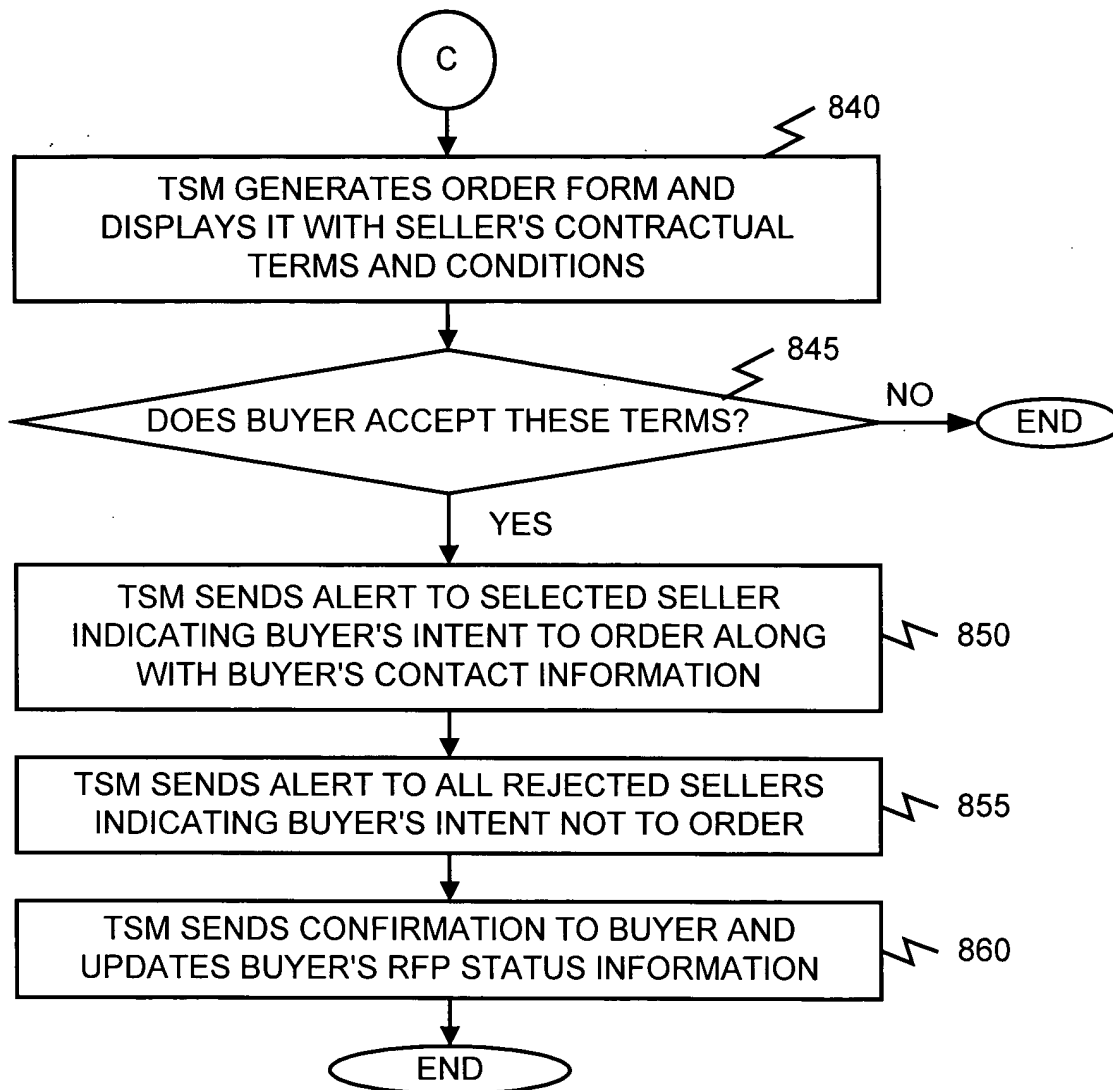 C
840
TSM GENERATES ORDER FORM AND
DISPLAYS IT WITH SELLER'S CONTRACTUAL
TERMS AND CONDITIONS
845
DOES BUYER ACCEPT THESE TERMS?
NO
END
YES
TSM SENDS ALERT TO SELECTED SELLER
INDICATING BUYER'S INTENT TO ORDER ALONG
WITH BUYER'S CONTACT INFORMATION
850
TSM SENDS ALERT TO ALL REJECTED SELLERS
INDICATING BUYER'S INTENT NOT TO ORDER
855
TSM SENDS CONFIRMATION TO BUYER AND
UPDATES BUYER'S RFP STATUS INFORMATION
860
END